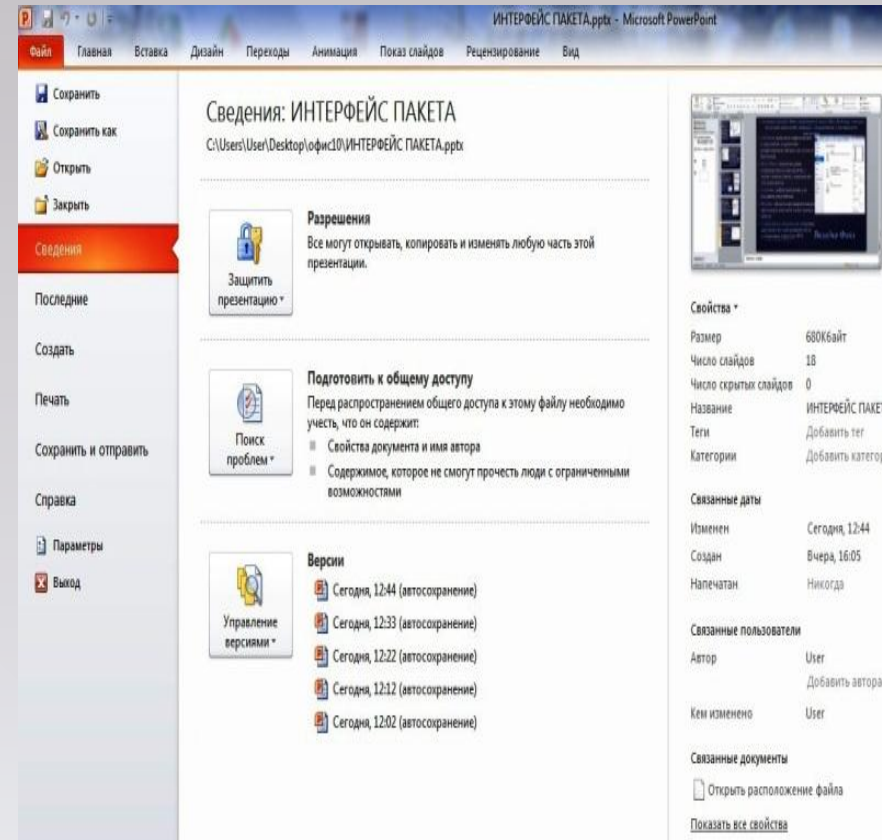 ИНТЕРФЕЙС ПАКЕТА.pptx - Microsoft PowerPoint
Файл Главная Вставка Дизайн Переходы Анимация Показ слайдов Рецензирование Вид
Сохранить
Сохранить как
Открыть
Закрыть
Сведения
Последние
Создать
Печать
Сохранить и отправить
Справка
Параметры
Выход
Сведения: ИНТЕРФЕЙС ПАКЕТА
C:\Users\User\Desktop\офис10\ИНТЕРФЕЙС ПАКЕТА.pptx
Защитить
презентацию
Разрешения
Все могут открывать, копировать и изменять любую часть этой
презентации.
Поиск
проблем
Подготовить к общему доступу
Перед распространением общего доступа к этому файлу необходимо
учесть, что он содержит:
Свойства документа и имя автора
Содержимое, которое не смогут прочесть люди с ограниченными
возможностями
Управление
версиями
Версии
Сегодня, 12:44 (автосохранение)
Сегодня, 12:33 (автосохранение)
Сегодня, 12:22 (автосохранение)
Сегодня, 12:12 (автосохранение)
Сегодня, 12:02 (автосохранение)
Свойства
Размер 680Кбайт
Число слайдов 18
Число скрытых слайдов 0
Название ИНТЕРФЕЙС ПАКЕТ
Теги Добавить тег
Категории Добавить категор
Связанные даты
Изменен Сегодня, 12:44
Создан Вчера, 16:05
Напечатан Никогда
Связанные пользователи
Автор User
Добавить автора
Кем изменено User
Связанные документы
Открыть расположение файла
Показать все свойства